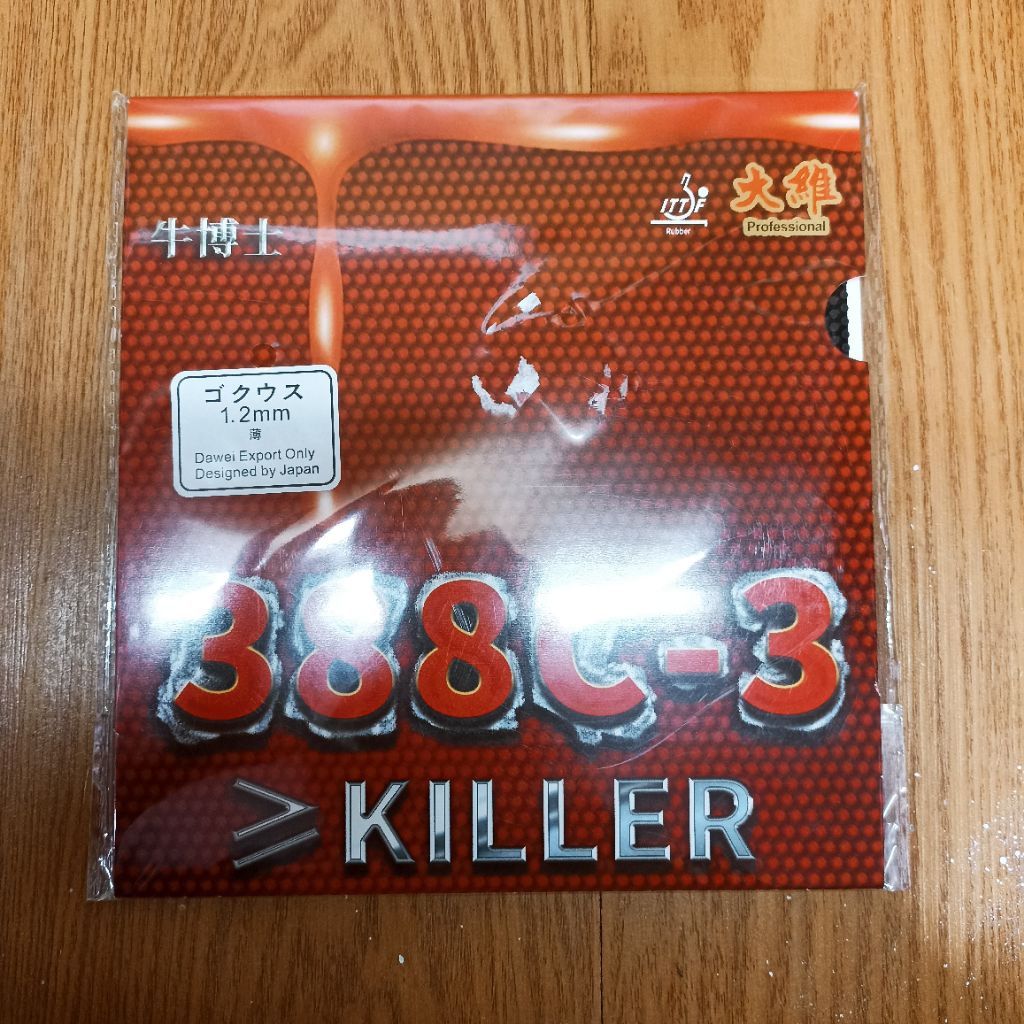 ITTF
Rubber
大維
Professional
牛博士
ゴクウス
1.2mm
薄
Dawei Export Only
Designed by Japan
388C-3
≥KILLER